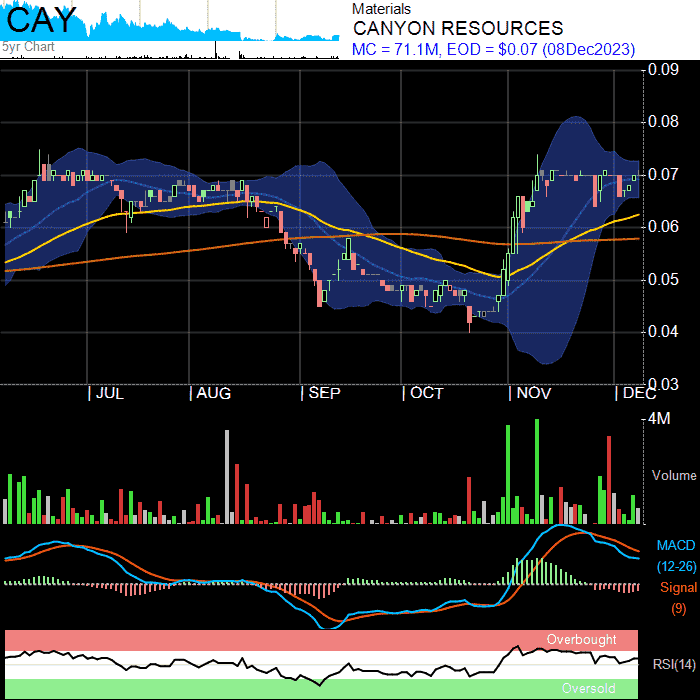 CAY
5yr Chart
Materials
CANYON RESOURCES
MC = 71.1M, EOD = $0.07 (08Dec2023)
0.09
0.08
0.07
0.06
0.05
0.04
0.03
JUL AUG SEP OCT NOV DEC
4M
Volume
MACD
(12-26)
Signal
(9)
Overbought
RSI(14)
Oversold